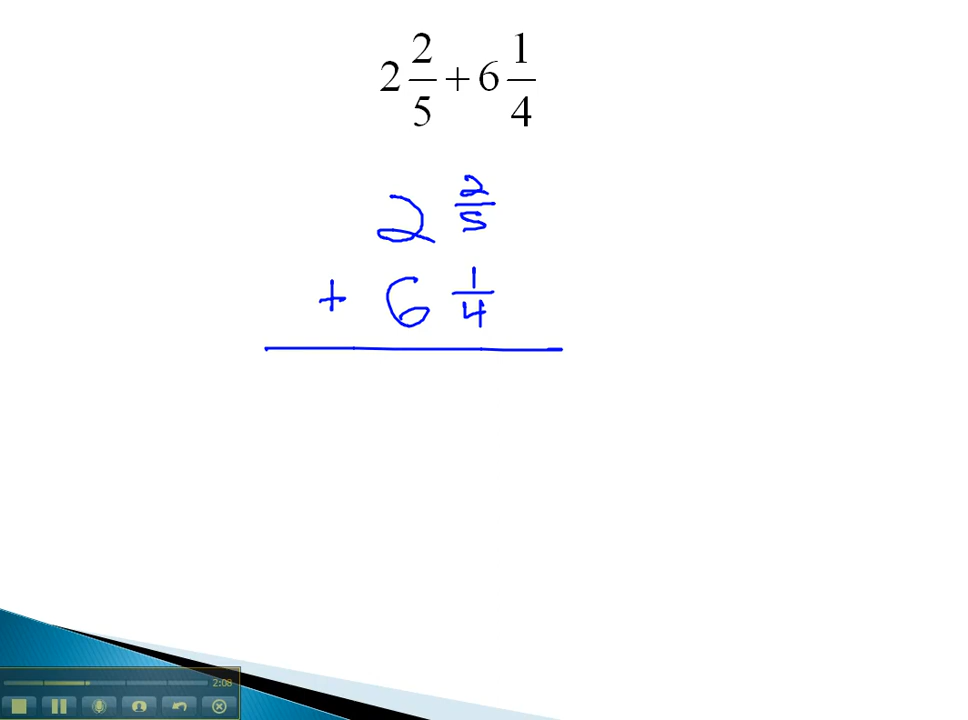 2 2/5 + 6 1/4
2 2/5
+ 6 1/4
2:08